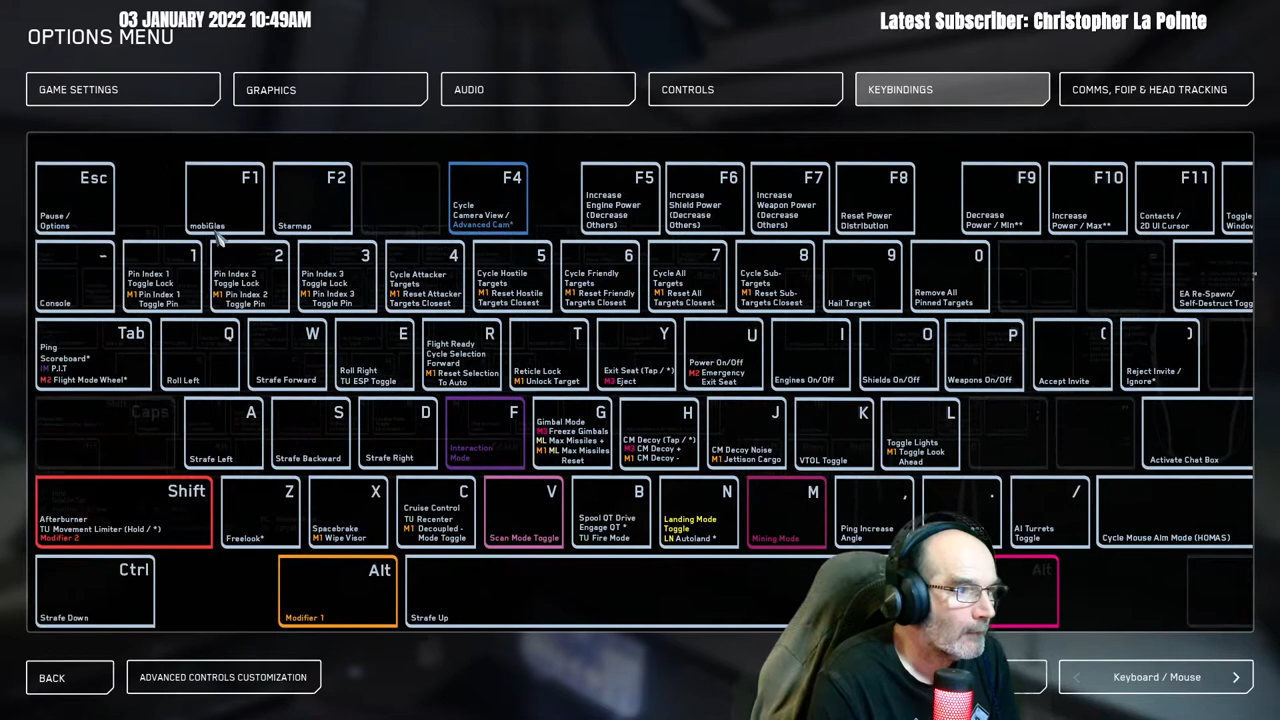 03 JANUARY 2022 10:49AM
Latest Subscriber: Christopher La Pointe
OPTIONS MENU
GAME SETTINGS
GRAPHICS
AUDIO
CONTROLS
KEYBINDINGS
COMMS, FOIP & HEAD TRACKING
Esc
Pause /
Options
F1
mobiGlas
F2
Starmap
F4
Cycle
Camera View /
Advanced Cam*
F5
Increase
Engine Power
(Decrease
Others)
F6
Increase
Shield Power
(Decrease
Others)
F7
Increase
Weapon Power
(Decrease
Others)
F8
Reset Power
Distribution
F9
Decrease
Power / Min**
F10
Increase
Power / Max**
F11
Contacts /
2D UI Cursor
Toggle
Window
~
Console
1
Pin Index 1
Toggle Lock
M1 Pin Index 1
Toggle Pin
2
Pin Index 2
Toggle Lock
M1 Pin Index 2
Toggle Pin
3
Pin Index 3
Toggle Lock
M1 Pin Index 3
Toggle Pin
4
Cycle Attacker
Targets
M1 Reset Attacker
Targets Closest
5
Cycle Hostile
Targets
M1 Reset Hostile
Targets Closest
6
Cycle Friendly
Targets
M1 Reset Friendly
Targets Closest
7
Cycle All
Targets
M1 Reset All
Targets Closest
8
Cycle Sub-
Targets
M1 Reset Sub-
Targets Closest
9
Hail Target
0
Remove All
Pinned Targets
EA Re-Spawn/
Self-Destruct Togg
Tab
Ping
Scoreboard*
IM P.I.T
M2 Flight Mode Wheel*
Q
Roll Left
W
Strafe Forward
E
Roll Right
TU ESP Toggle
R
Flight Ready
Cycle Selection
Forward
M1 Reset Selection
To Auto
T
Reticle Lock
M1 Unlock Target
Y
Exit Seat (Tap / *)
M3 Eject
U
Power On/Off
M2 Emergency
Exit Seat
I
Engines On/Off
O
Shields On/Off
P
Weapons On/Off
(
Accept Invite
)
Reject Invite /
Ignore*
Caps
A
Strafe Left
S
Strafe Backward
D
Strafe Right
F
Interaction
Mode
G
Gimbal Mode
M3 Freeze Gimbals
ML Max Missiles +
M1 ML Max Missiles
Reset
H
CM Decoy (Tap / *)
M3 CM Decoy +
M1 CM Decoy -
J
CM Decoy Noise
M1 Jettison Cargo
K
VTOL Toggle
L
Toggle Lights
M1 Toggle Look
Ahead
Activate Chat Box
Shift
Afterburner
TU Movement Limiter (Hold / *)
Modifier 2
Z
Freelook*
X
Spacebrake
M1 Wipe Visor
C
Cruise Control
TU Recenter
M1 Decoupled -
Mode Toggle
V
Scan Mode Toggle
B
Spool QT Drive
Engage QT *
TU Fire Mode
N
Landing Mode
Toggle
LN Autoland *
M
Mining Mode
,
Ping Increase
Angle
.
/
AI Turrets
Toggle
Cycle Mouse Aim Mode (HOMAS)
Ctrl
Strafe Down
Alt
Modifier 1
Strafe Up
Alt
BACK
ADVANCED CONTROLS CUSTOMIZATION
Keyboard / Mouse